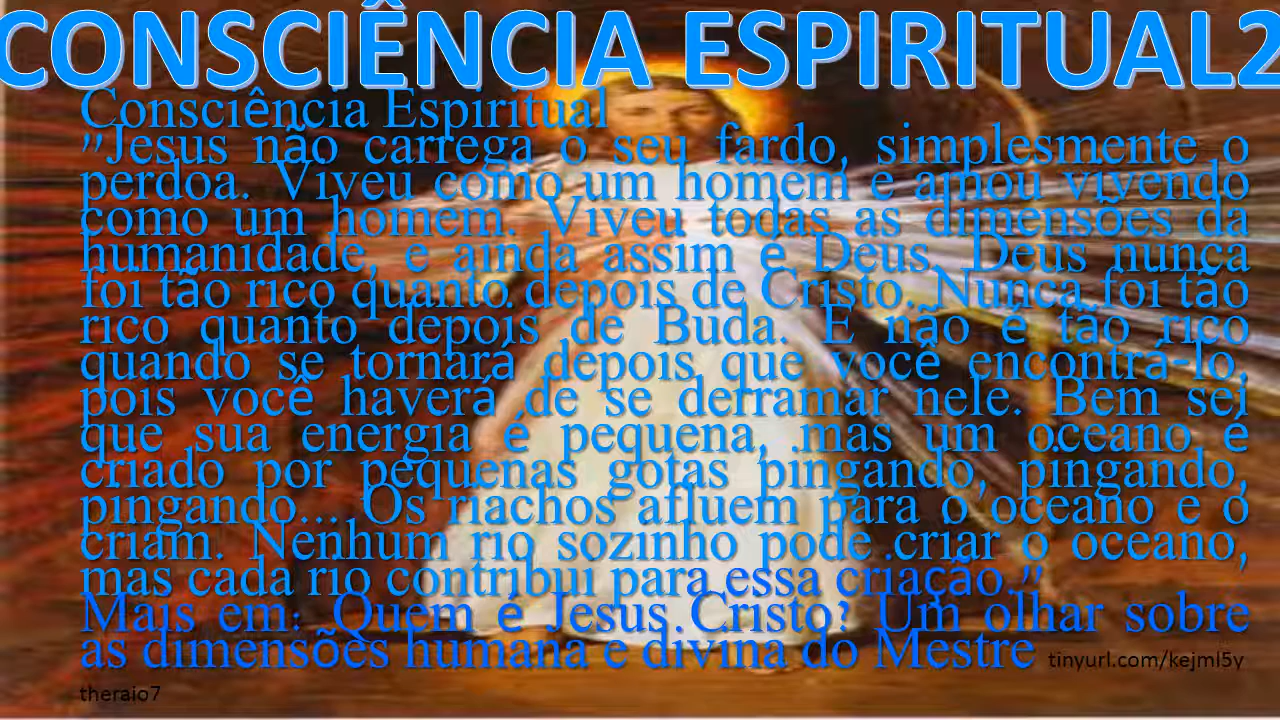 CONSCIÊNCIA ESPIRITUAL2
Consciência Espiritual
"Jesus não carrega o seu fardo, simplesmente o
perdoa. Viveu como um homem e amou vivendo
como um homem. Viveu todas as dimensões da
humanidade, e ainda assim é Deus. Deus nunca
foi tão rico quanto depois de Cristo. Nunca foi tão
rico quanto depois de Buda. E não é tão rico
quando se tornará depois que você encontrá-lo,
pois você haverá de se derramar nele. Bem sei
que sua energia é pequena, mas um oceano é
criado por pequenas gotas pingando, pingando,
pingando... Os riachos afluem para o oceano e o
criam. Nenhum rio sozinho pode criar o oceano,
mas cada rio contribui para essa criação."
Mais em: Quem é Jesus Cristo? Um olhar sobre
as dimensões humana e divina do Mestre tinyurl.com/kejml5y
theraio7